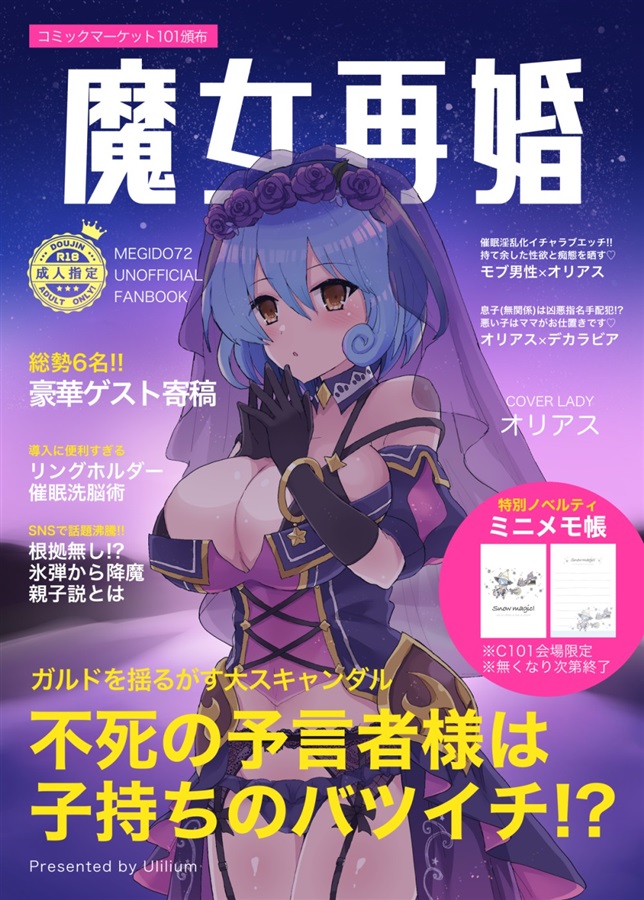 コミックマーケット101頒布
魔女再婚
DOUJIN
R18
成人指定
ADULT ONLY!
MEGIDO72
UNOFFICIAL
FANBOOK
催眠淫乱化イチャラブエッチ!!
持て余した性欲と痴態を晒す♡
モブ男性×オリアス
息子(無関係)は凶悪指名手配犯!?
悪い子はママがお仕置きです♡
オリアス×デカラビア
総勢6名!!
豪華ゲスト寄稿
COVER LADY
オリアス
導入に便利すぎる
リングホルダー
催眠洗脳術
SNSで話題沸騰!!
根拠無し!?
氷弾から降魔
親子説とは
特別ノベルティ
ミニメモ帳
Snow magic!
※C101会場限定
※無くなり次第終了
ガルドを揺るがす大スキャンダル
不死の予言者様は
子持ちのバツイチ!?
Presented by Ulilium